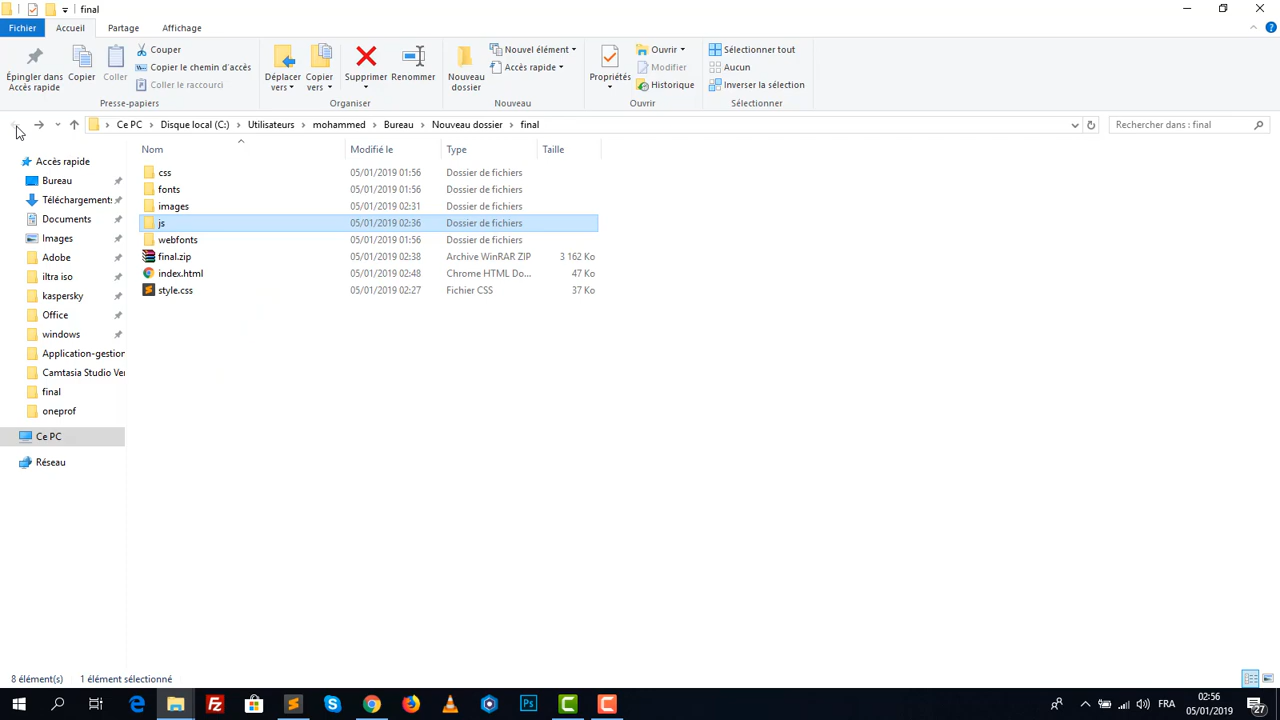 final
Fichier Accueil Partage Affichage
Épingler dans Accès rapide
Copier
Coller
Couper
Copier le chemin d'accès
Coller le raccourci
Presse-papiers
Déplacer vers
Copier vers
Supprimer
Renommer
Organiser
Nouveau dossier
Nouvel élément
Accès rapide
Nouveau
Propriétés
Ouvrir
Modifier
Historique
Ouvrir
Sélectionner tout
Aucun
Inverser la sélection
Sélectionner
Ce PC > Disque local (C:) > Utilisateurs > mohammed > Bureau > Nouveau dossier > final
Rechercher dans : final
Accès rapide
Bureau
Téléchargements
Documents
Images
Adobe
iltra iso
kaspersky
Office
windows
Application-gestion
Camtasia Studio Ver
final
oneprof
Ce PC
Réseau
Nom Modifié le Type Taille
css 05/01/2019 01:56 Dossier de fichiers
fonts 05/01/2019 01:56 Dossier de fichiers
images 05/01/2019 02:31 Dossier de fichiers
js 05/01/2019 02:36 Dossier de fichiers
webfonts 05/01/2019 01:56 Dossier de fichiers
final.zip 05/01/2019 02:38 Archive WinRAR ZIP 3 162 Ko
index.html 05/01/2019 02:48 Chrome HTML Do... 47 Ko
style.css 05/01/2019 02:27 Fichier CSS 37 Ko
8 élément(s) 1 élément sélectionné
Fz
Ps
FRA
02:56
05/01/2019
27